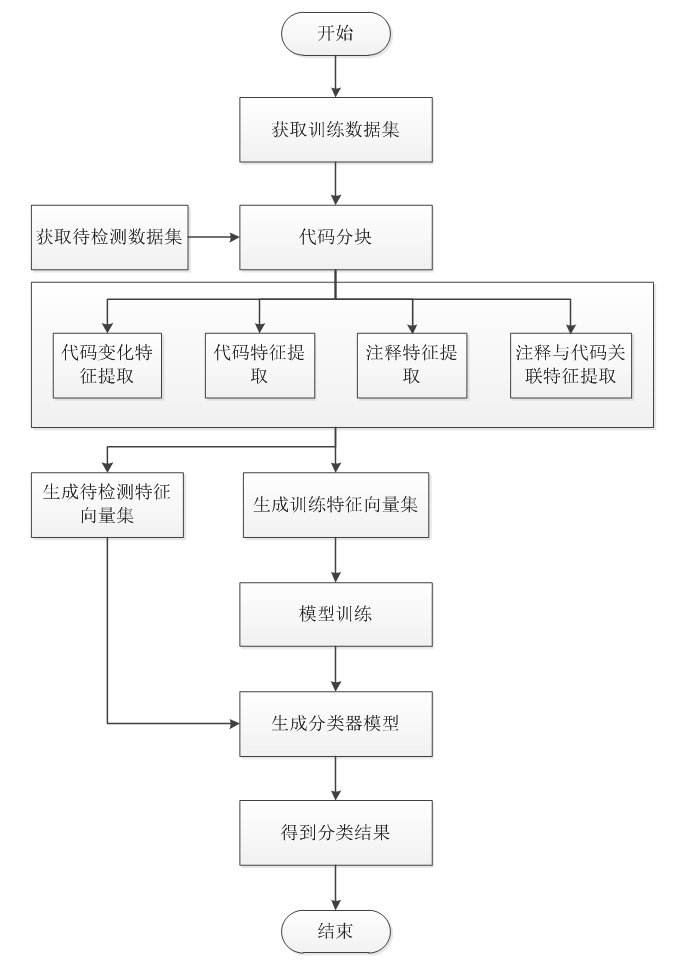 开始
获取训练数据集
获取待检测数据集
代码分块
代码变化特
征提取
代码特征提
取
注释特征提
取
注释与代码关
联特征提取
生成待检测特征
向量集
生成训练特征向量集
模型训练
生成分类器模型
得到分类结果
结束